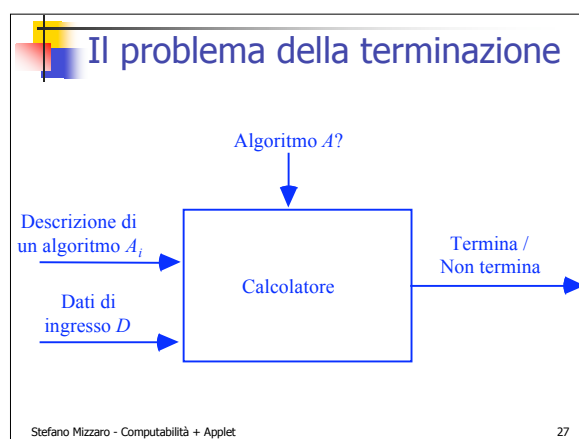 Il problema della terminazione
Algoritmo A?
Descrizione di
un algoritmo Ai
Termina /
Non termina
Calcolatore
Dati di
ingresso D
Stefano Mizzaro - Computabilità + Applet
27